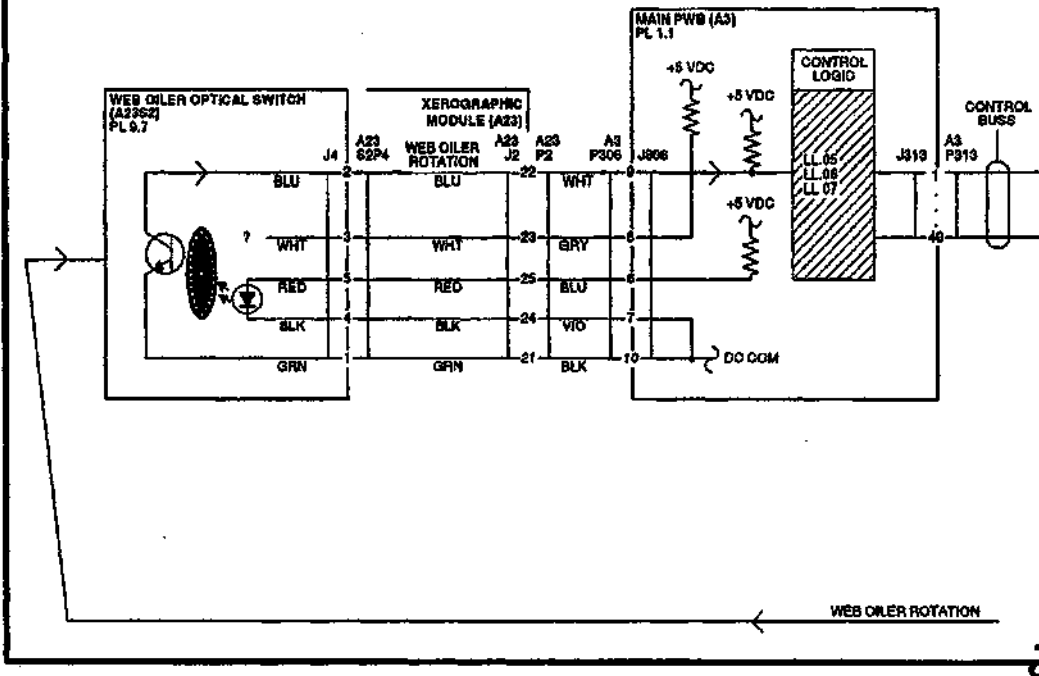 MAIN PWB (A3)
PL 1.1
+5 VDC
CONTROL
LOGIC
+5 VDC
WEB OILER OPTICAL SWITCH
(A23S2)
PL 9.7
XEROGRAPHIC
MODULE (A23)
CONTROL
BUSS
J4
A23
S2P4
WEB OILER
ROTATION
A23
J2
A23
P2
A3
P306
J306
LL.05
LL.06
LL.07
J313
A3
P313
BLU
2
BLU
22
WHT
9
1
+5 VDC
?
WHT
3
WHT
23
GRY
8
40
RED
5
RED
25
BLU
6
BLK
4
BLK
24
VIO
7
GRN
1
GRN
21
BLK
10
DC COM
WEB OILER ROTATION